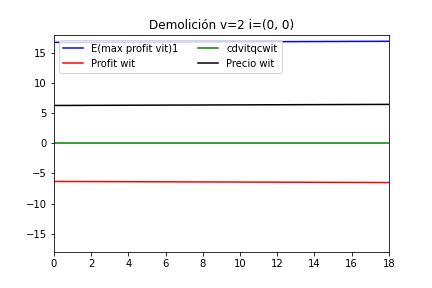 Demolición v=2 i=(0, 0)
E(max profit vit)1
Profit wit
cdvitqcwit
Precio wit
15
10
5
0
−5
−10
−15
0 2 4 6 8 10 12 14 16 18